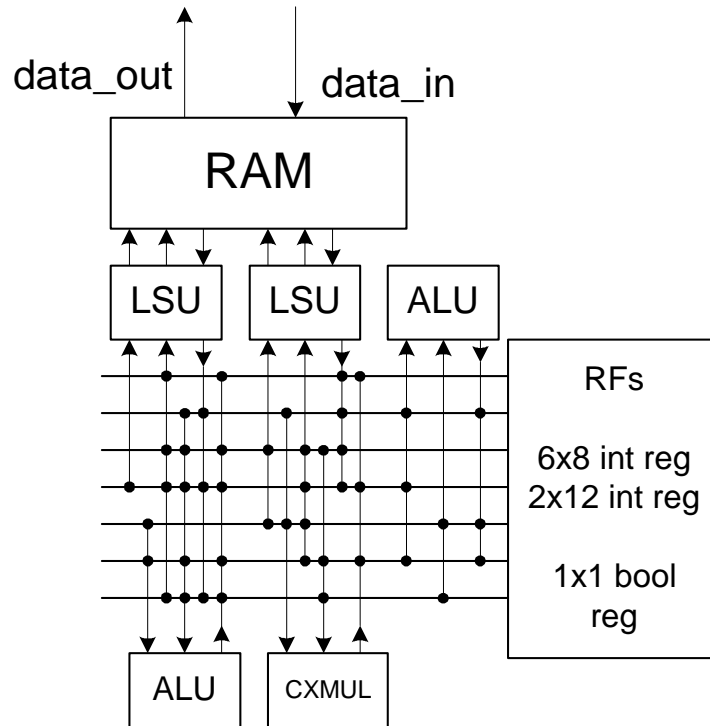 data_out
data_in
RAM
LSU
LSU
ALU
RFs
6x8 int reg
2x12 int reg
1x1 bool
reg
ALU
CXMUL